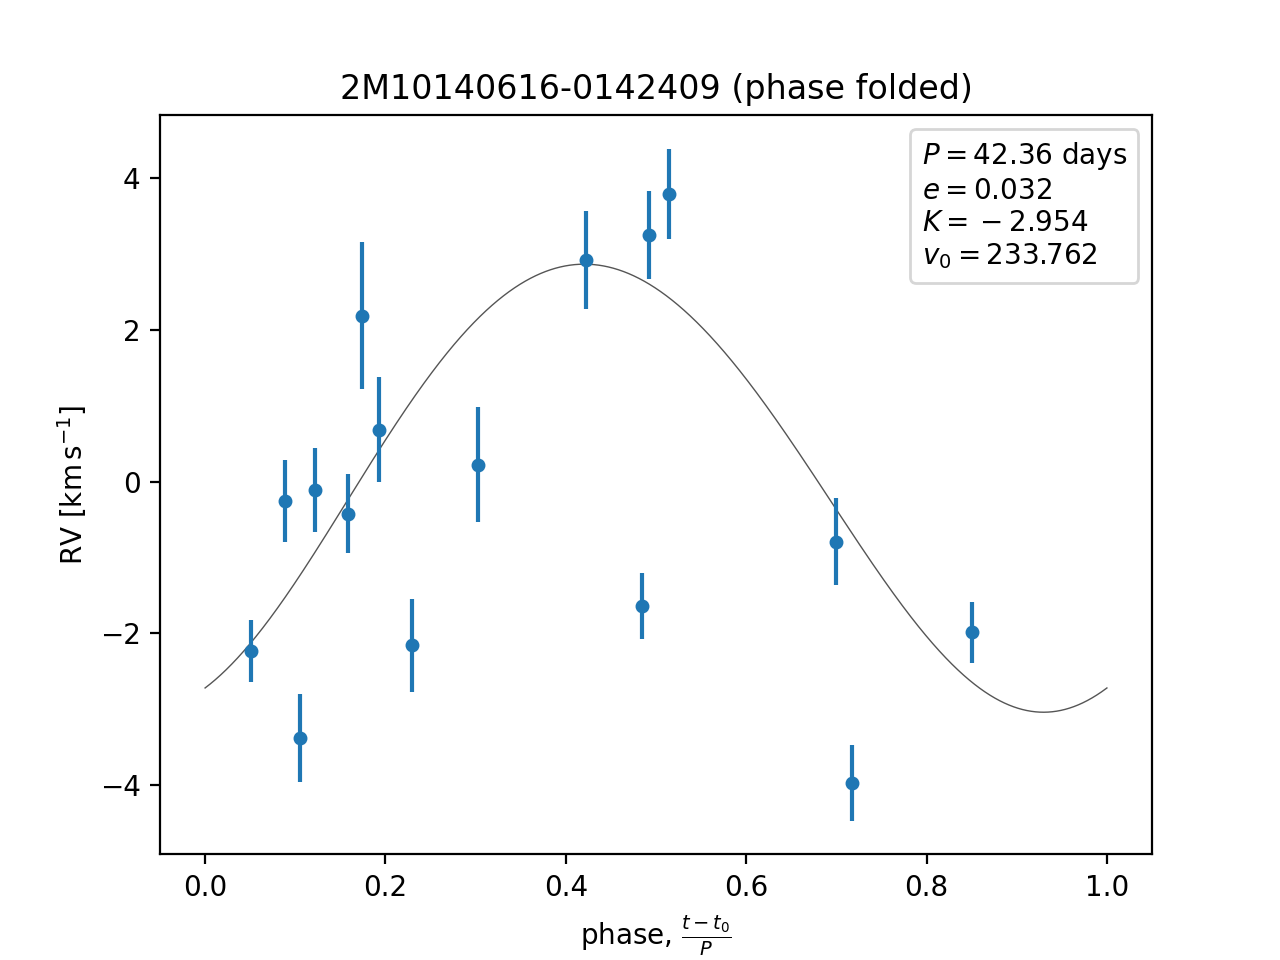 2M10140616-0142409 (phase folded)
P = 42.36 days
e = 0.032
K = −2.954
v₀ = 233.762
4
2
0
−2
−4
RV [km s⁻¹]
0.0 0.2 0.4 0.6 0.8 1.0
phase, (t − t₀)/P